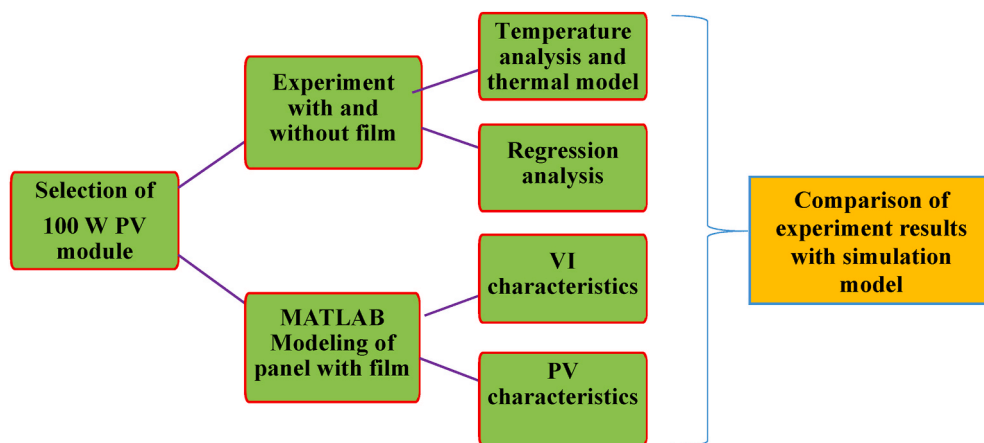 Selection of
100 W PV
module
Experiment
with and
without film
Temperature
analysis and
thermal model
Regression
analysis
MATLAB
Modeling of
panel with film
VI
characteristics
PV
characteristics
Comparison of
experiment results
with simulation
model